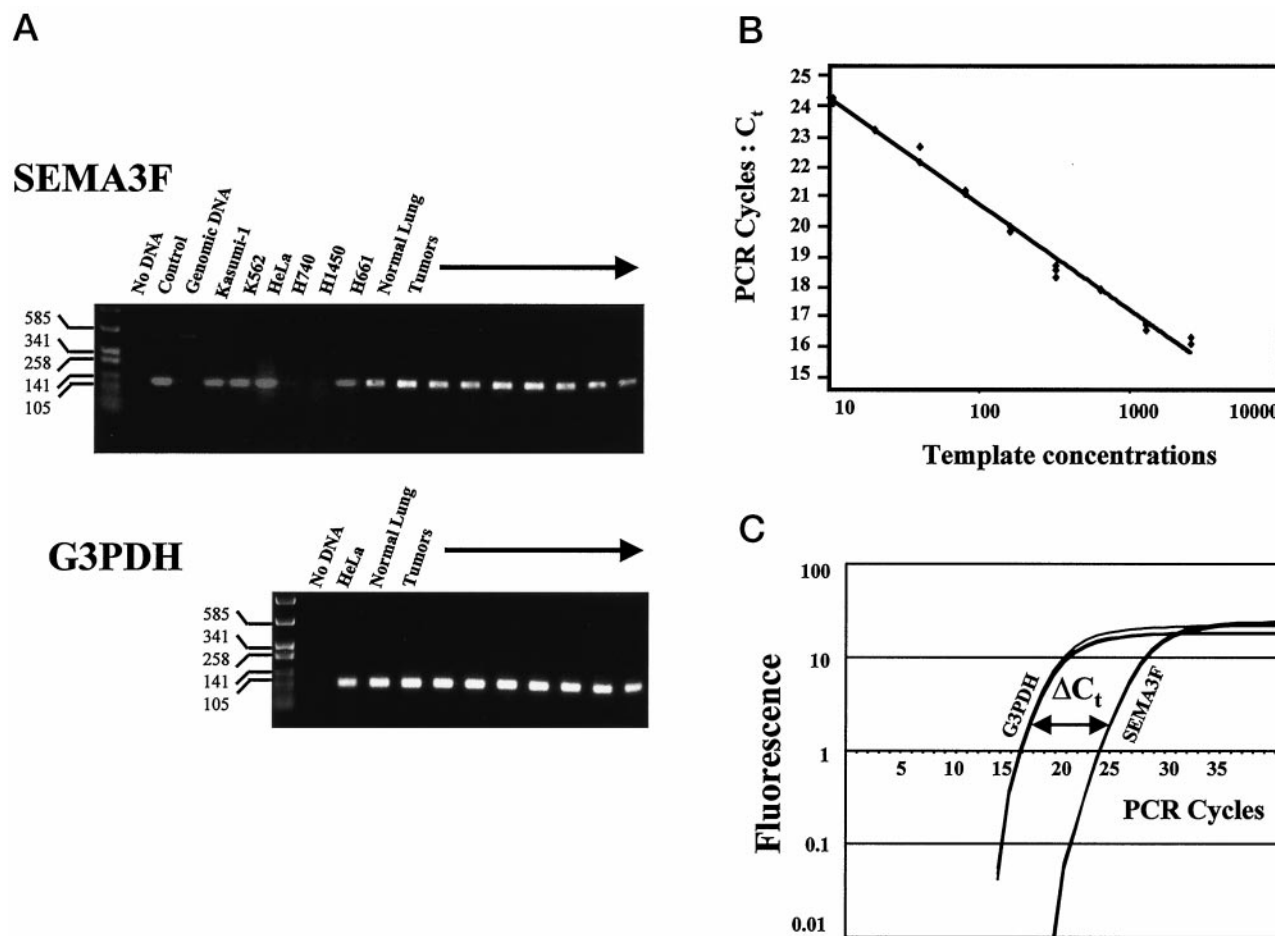 A
SEMA3F
No DNA
Control
Genomic DNA
Kasumi-1
K562
HeLa
H740
H1450
H661
Normal Lung
Tumors
585
341
258
141
105
G3PDH
No DNA
HeLa
Normal Lung
Tumors
585
341
258
141
105
B
PCR Cycles : Ct
25
24
23
22
21
20
19
18
17
16
15
10 100 1000 10000
Template concentrations
C
Fluorescence
100
10
1
0.1
0.01
G3PDH
ΔCt
SEMA3F
5 10 15 20 25 30 35
PCR Cycles